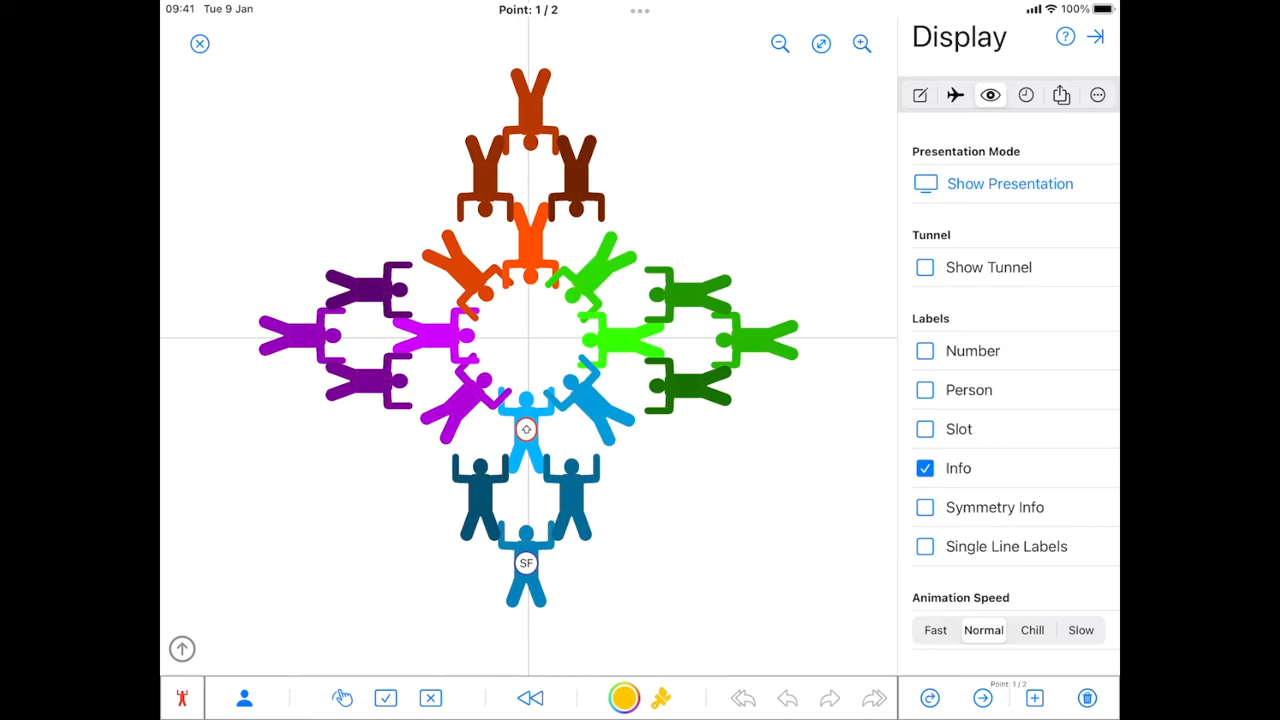 09:41 Tue 9 Jan
Point: 1 / 2
100%
Display
Presentation Mode
Show Presentation
Tunnel
Show Tunnel
Labels
Number
Person
Slot
Info
Symmetry Info
Single Line Labels
Animation Speed
Fast Normal Chill Slow
SF
Point: 1 / 2